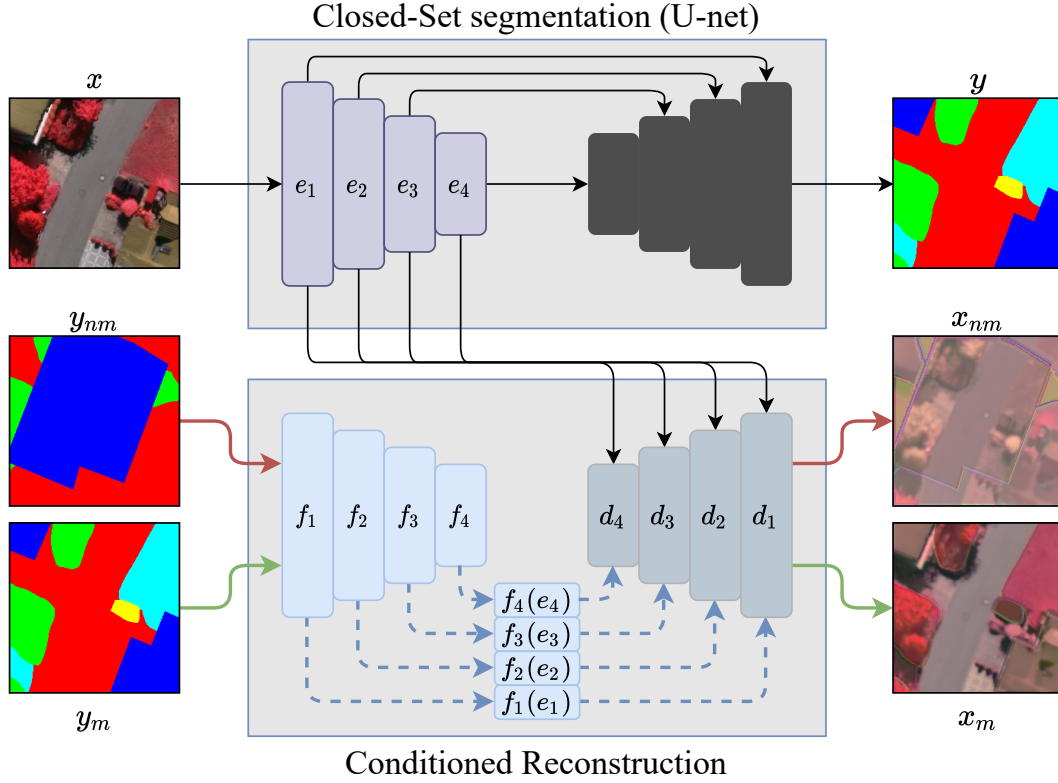 Closed-Set segmentation (U-net)
x
y
e₁ e₂ e₃ e₄
yₙₘ
xₙₘ
f₁ f₂ f₃ f₄
d₄ d₃ d₂ d₁
f₄(e₄)
f₃(e₃)
f₂(e₂)
f₁(e₁)
yₘ
xₘ
Conditioned Reconstruction